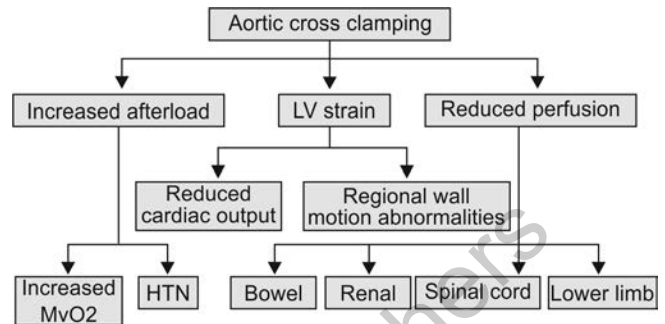 Aortic cross clamping
Increased afterload
LV strain
Reduced perfusion
Reduced
cardiac output
Regional wall
motion abnormalities
Increased
MvO2
HTN
Bowel
Renal
Spinal cord
Lower limb
hers